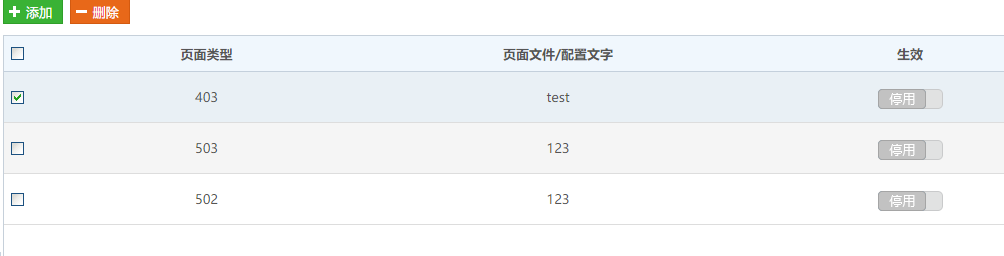 添加 删除
页面类型 页面文件/配置文字 生效
403 test 停用
503 123 停用
502 123 停用